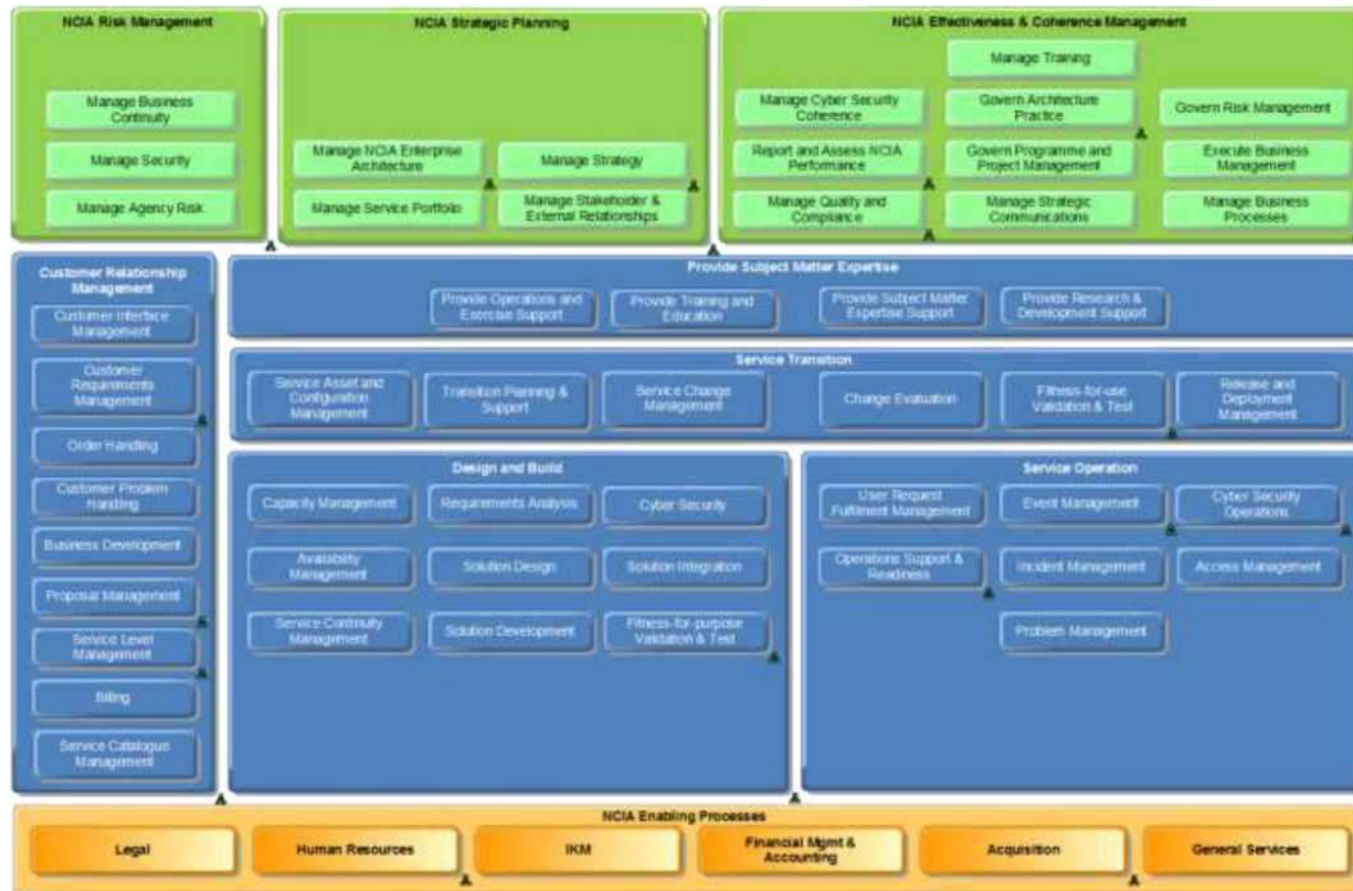 NCIA Risk Management
Manage Business
Continuity
Manage Security
Manage Agency Risk
NCIA Strategic Planning
Manage NCIA Enterprise
Architecture
Manage Strategy
Manage Service Portfolio
Manage Stakeholder &
External Relationships
NCIA Effectiveness & Coherence Management
Manage Training
Manage Cyber Security
Coherence
Govern Architecture
Practice
Govern Risk Management
Report and Assess NCIA
Performance
Govern Programme and
Project Management
Execute Business
Management
Manage Quality and
Compliance
Manage Strategic
Communications
Manage Business
Processes
Customer Relationship
Management
Customer Interface
Management
Customer
Requirements
Management
Order Handling
Customer Problem
Handling
Business Development
Proposal Management
Service Level
Management
Billing
Service Catalogue
Management
Provide Subject Matter Expertise
Provide Operations and
Exercise Support
Provide Training and
Education
Provide Subject Matter
Expertise Support
Provide Research &
Development Support
Service Transition
Service Asset and
Configuration
Management
Transition Planning &
Support
Service Change
Management
Change Evaluation
Fitness-for-use
Validation & Test
Release and
Deployment
Management
Design and Build
Capacity Management
Requirements Analysis
Cyber Security
Availability
Management
Solution Design
Solution Integration
Service Continuity
Management
Solution Development
Fitness-for-purpose
Validation & Test
Service Operation
User Request
Fulfilment Management
Event Management
Cyber Security
Operations
Operations Support &
Readiness
Incident Management
Access Management
Problem Management
NCIA Enabling Processes
Legal
Human Resources
IKM
Financial Mgmt &
Accounting
Acquisition
General Services